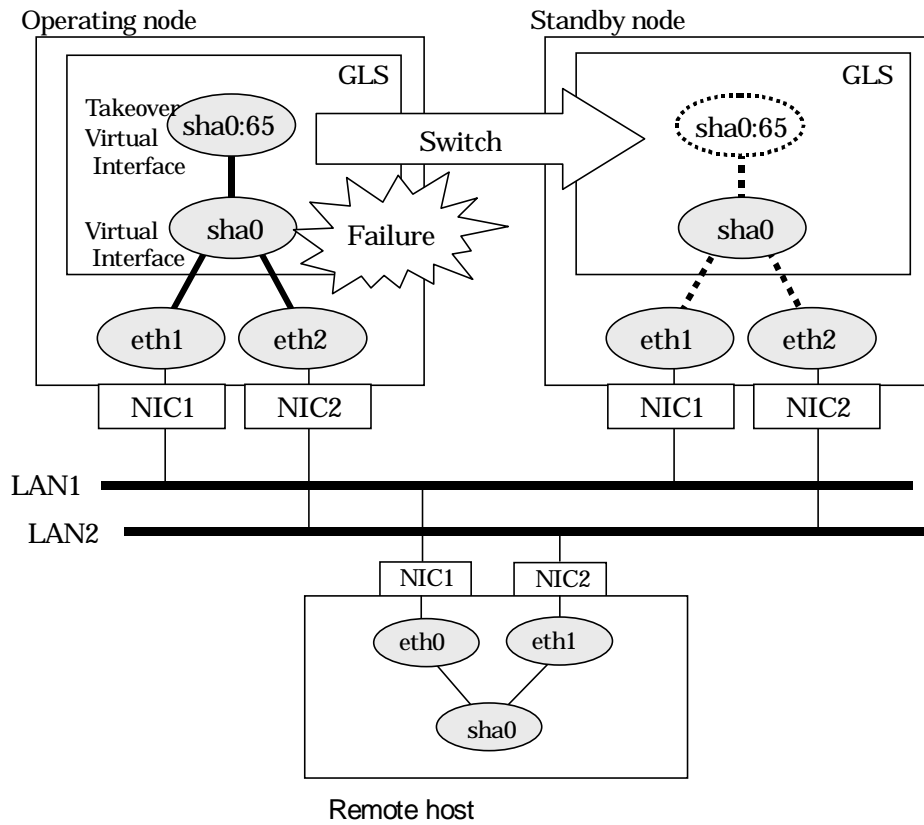 Operating node
Standby node
GLS
GLS
Takeover
Virtual
Interface
sha0:65
Switch
sha0:65
Virtual
Interface
sha0
Failure
sha0
eth1
eth2
eth1
eth2
NIC1
NIC2
NIC1
NIC2
LAN1
LAN2
NIC1
NIC2
eth0
eth1
sha0
Remote host